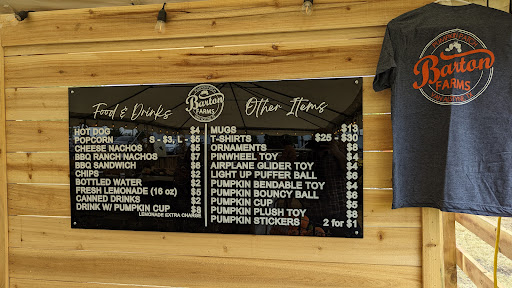 Food & Drinks
HOT DOG $4
POPCORN S - $3, L - $5
CHEESE NACHOS $5
BBQ RANCH NACHOS $7
BBQ SANDWICH $6
CHIPS $2
BOTTLED WATER $2
FRESH LEMONADE (16 oz) $5
CANNED DRINKS $2
DRINK W/ PUMPKIN CUP $8
LEMONADE EXTRA CHARGE
Barton
FARMS
Other Items
MUGS $13
T-SHIRTS $25 - $30
ORNAMENTS
PINWHEEL TOY $4
AIRPLANE GLIDER TOY $4
LIGHT UP PUFFER BALL $6
PUMPKIN BENDABLE TOY $4
PUMPKIN BOUNCY BALL $6
PUMPKIN CUP $5
PUMPKIN PLUSH TOY $8
PUMPKIN STICKERS 2 for $1
Barton
FARMS